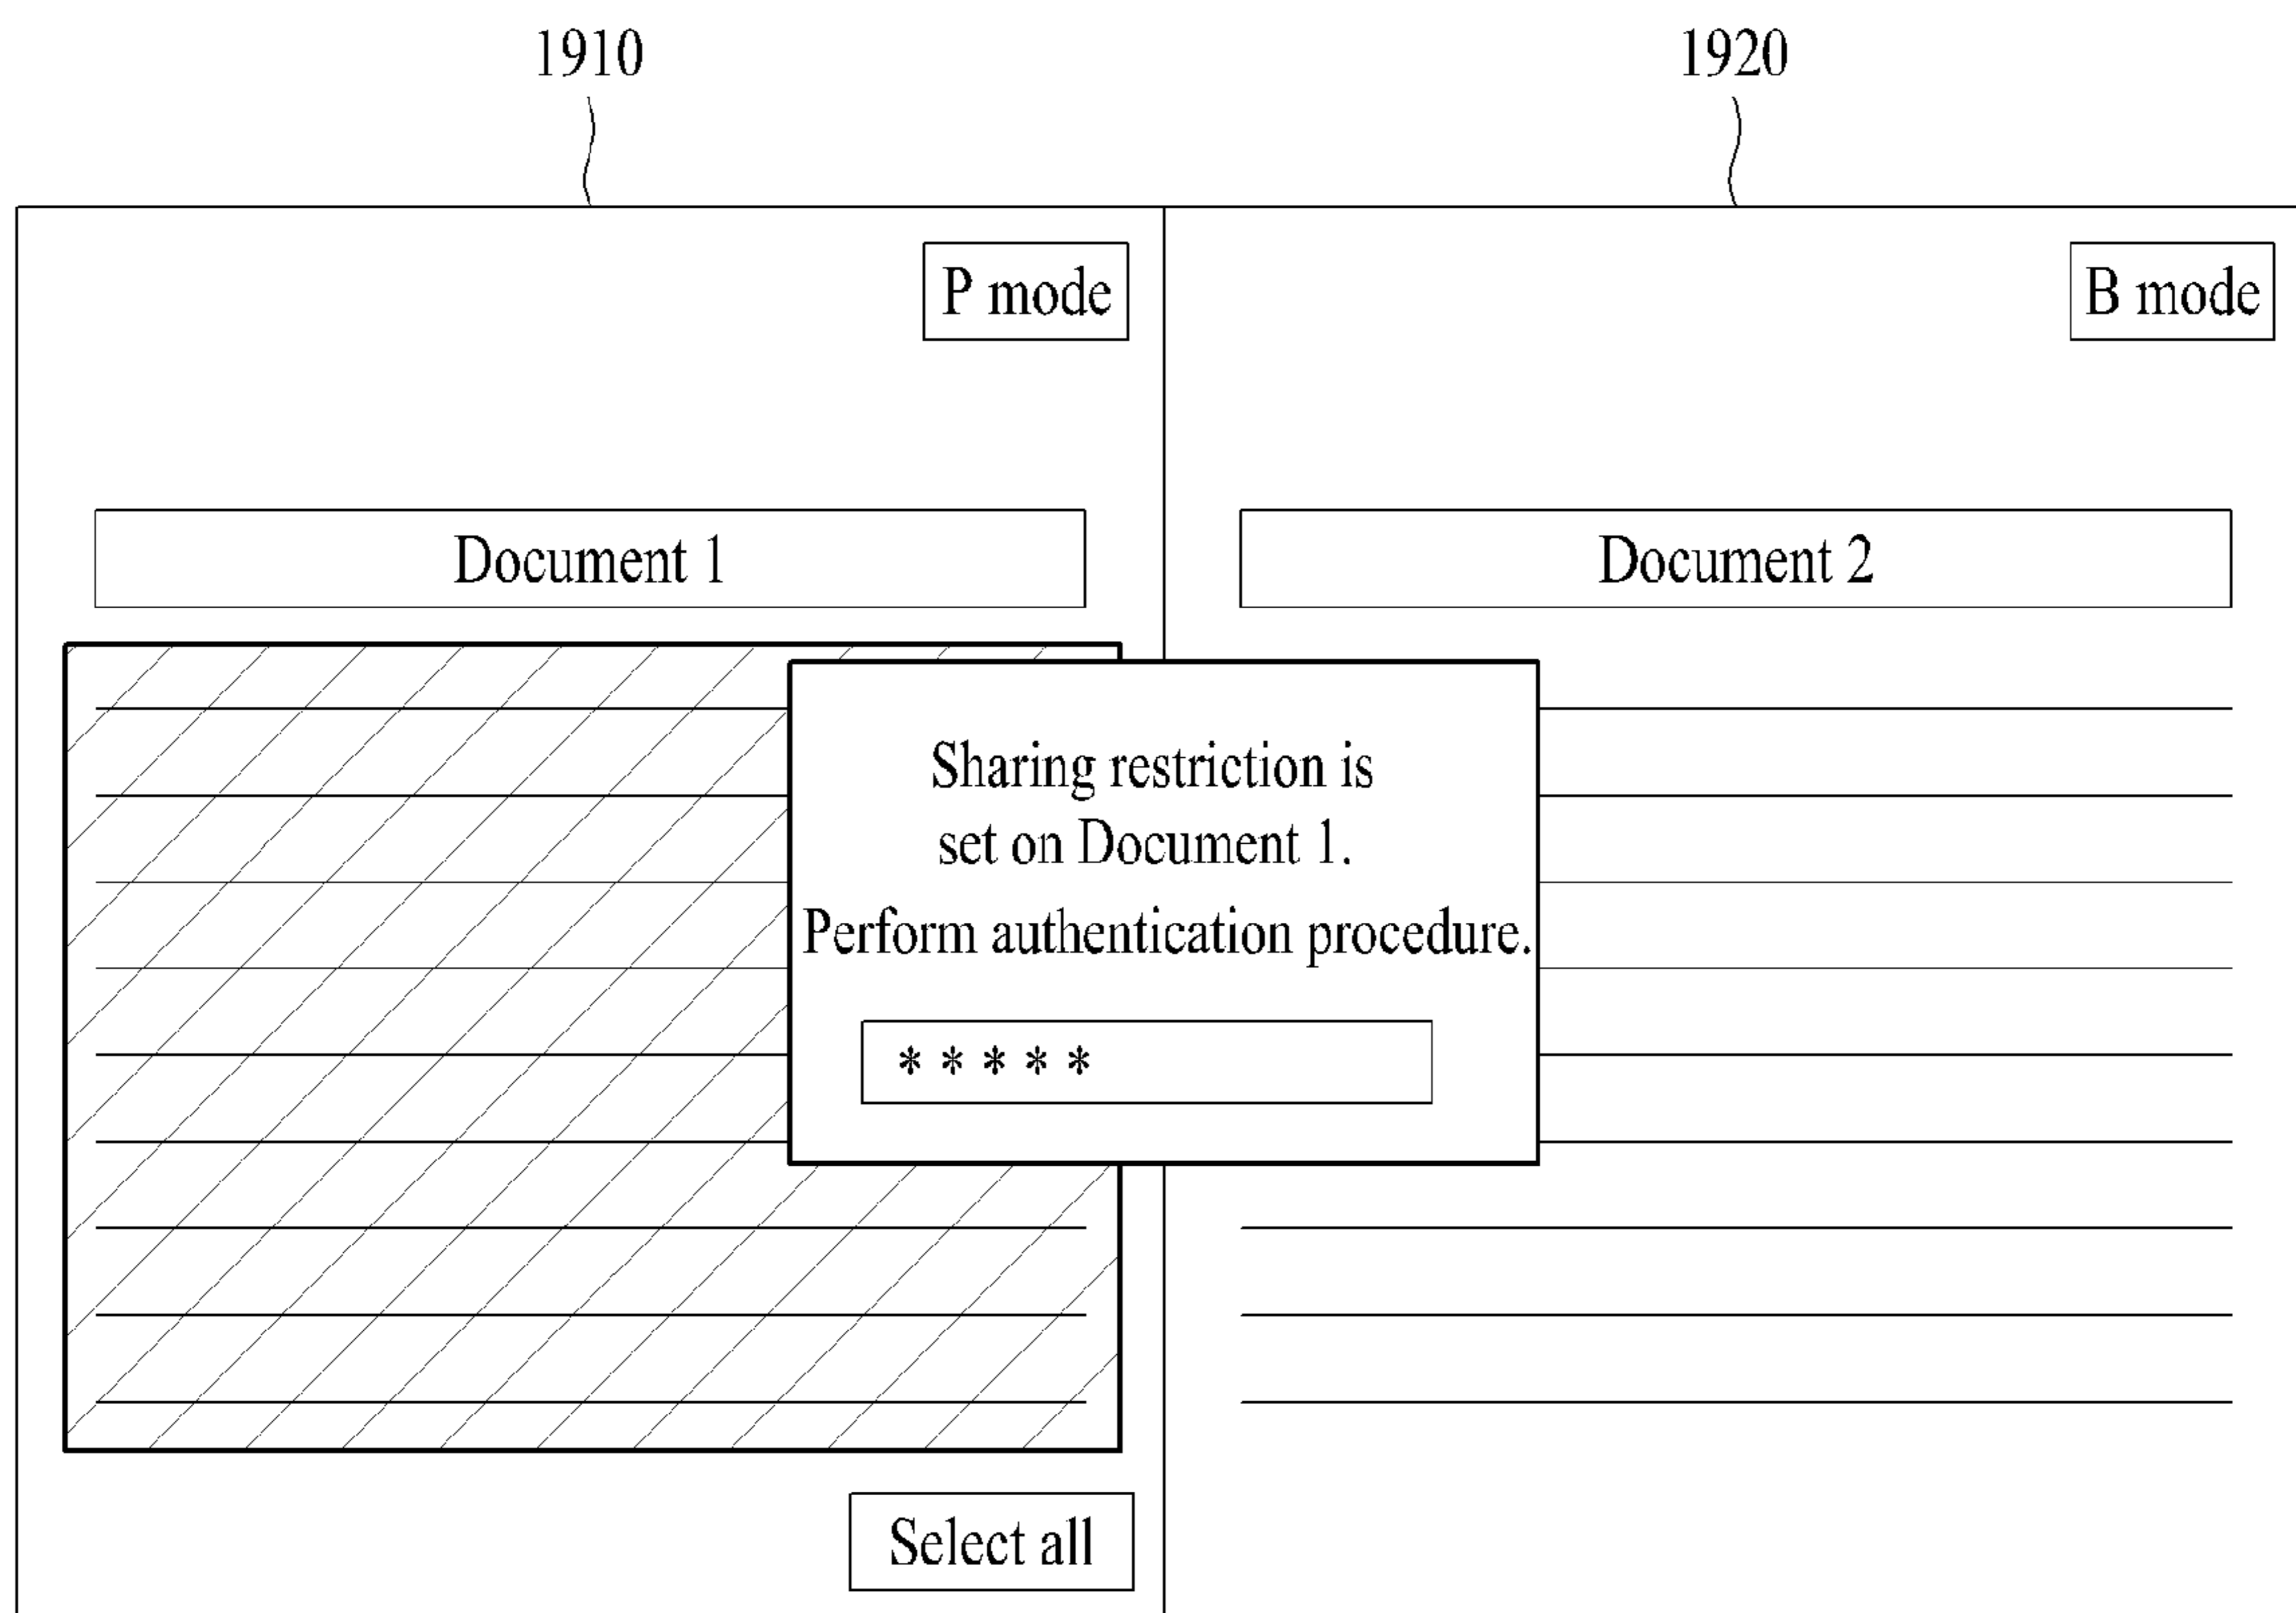 1910
1920
P mode
B mode
Document 1
Document 2
Sharing restriction is
set on Document 1.
Perform authentication procedure.
* * * * *
Select all